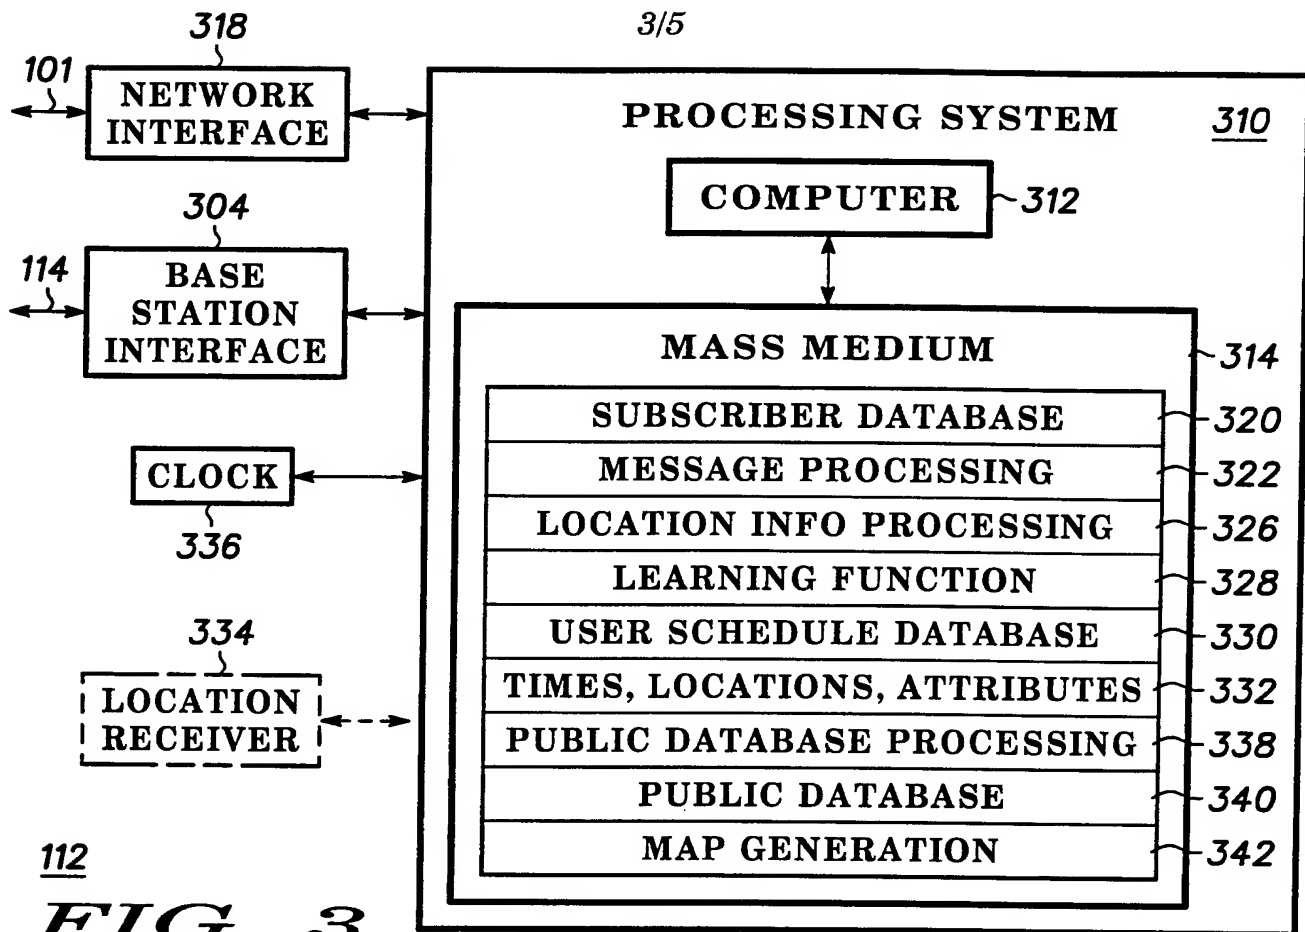 3/5
318
101
NETWORK
INTERFACE
304
114
BASE
STATION
INTERFACE
CLOCK
336
334
LOCATION
RECEIVER
PROCESSING SYSTEM 310
COMPUTER 312
MASS MEDIUM 314
SUBSCRIBER DATABASE 320
MESSAGE PROCESSING 322
LOCATION INFO PROCESSING 326
LEARNING FUNCTION 328
USER SCHEDULE DATABASE 330
TIMES, LOCATIONS, ATTRIBUTES 332
PUBLIC DATABASE PROCESSING 338
PUBLIC DATABASE 340
MAP GENERATION 342
112
FIG. 3